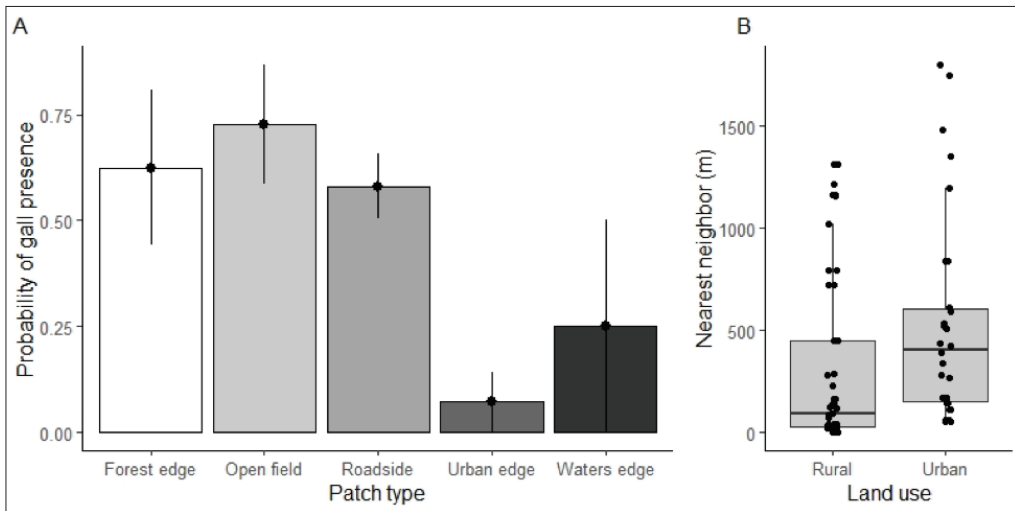 A
Probability of gall presence
0.75
0.50
0.25
0.00
Forest edge Open field Roadside Urban edge Waters edge
Patch type
B
Nearest neighbor (m)
1500
1000
500
0
Rural Urban
Land use